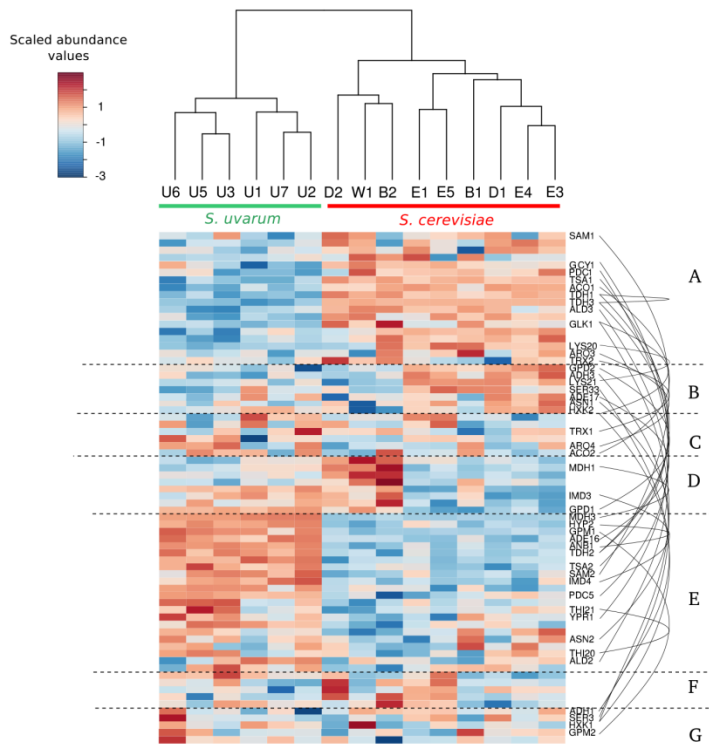 Scaled abundance
values
1
-1
-3
U6 U5 U3 U1 U7 U2 D2 W1 B2 E1 E5 B1 D1 E4 E3
S. uvarum S. cerevisiae
SAM1
GCY1
PDC1
TSA1
ACO1
TDH1
TDH3
ALD3
GLK1
LYS20
ARO3
TRX2
GPD2
ADH3
LYS21
SER33
ADE17
ASN1
HXK2
TRX1
ARO4
ACO2
MDH1
IMD3
GPD1
MDH3
HYP2
GPM1
ADE16
ANB1
TDH2
TSA2
SAM2
IMD4
PDC5
THI21
YPR1
ASN2
THI20
ALD2
ADH1
SER3
HXK1
GPM2
A
B
C
D
E
F
G